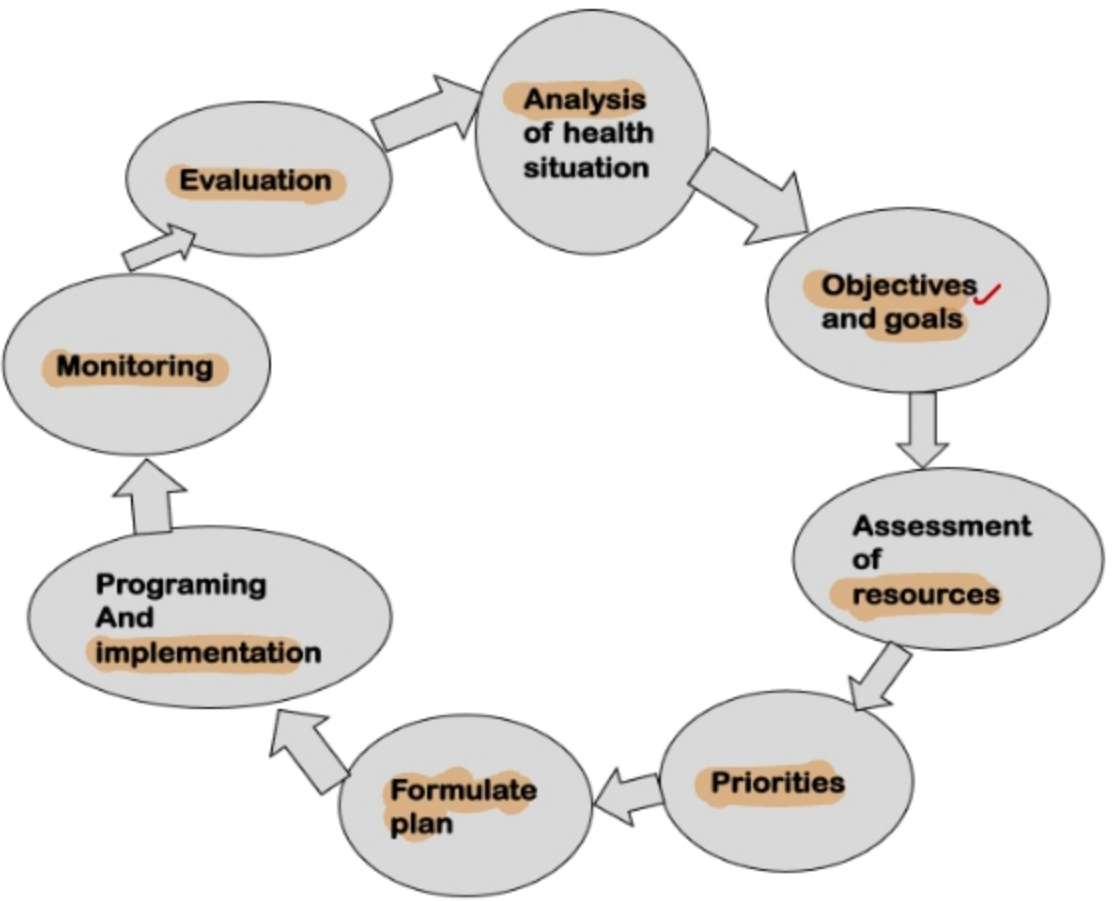 Analysis
of health
situation
Objectives
and goals
Assessment
of
resources
Priorities
Formulate
plan
Programing
And
implementation
Monitoring
Evaluation